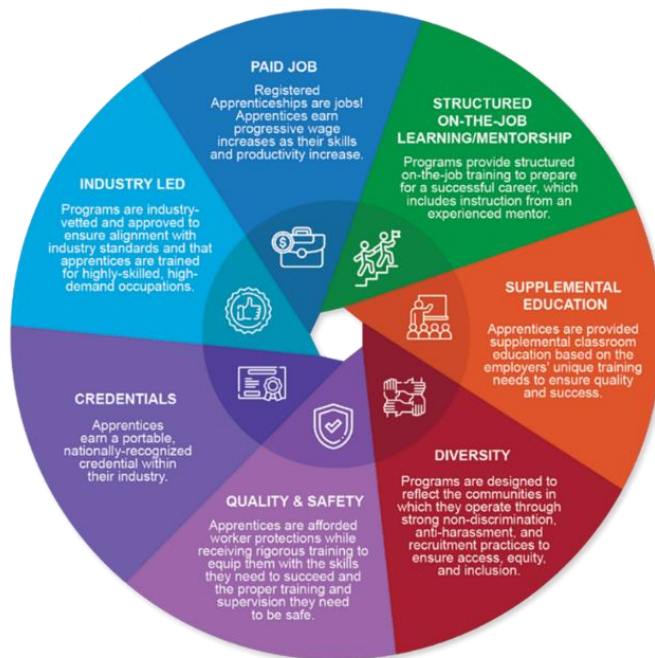 PAID JOB
Registered
Apprenticeships are jobs!
Apprentices earn
progressive wage
increases as their skills
and productivity increase.
STRUCTURED
ON-THE-JOB
LEARNING/MENTORSHIP
Programs provide structured
on-the-job training to prepare
for a successful career, which
includes instruction from an
experienced mentor.
SUPPLEMENTAL
EDUCATION
Apprentices are provided
supplemental classroom
education based on the
employers' unique training
needs to ensure quality
and success.
DIVERSITY
Programs are designed to
reflect the communities in
which they operate through
strong non-discrimination,
anti-harassment, and
recruitment practices to
ensure access, equity,
and inclusion.
QUALITY & SAFETY
Apprentices are afforded
worker protections while
receiving rigorous training to
equip them with the skills
they need to succeed and
the proper training and
supervision they need
to be safe.
CREDENTIALS
Apprentices
earn a portable,
nationally-recognized
credential within
their industry.
INDUSTRY LED
Programs are industry-
vetted and approved to
ensure alignment with
industry standards and that
apprentices are trained
for highly-skilled, high-
demand occupations.
$